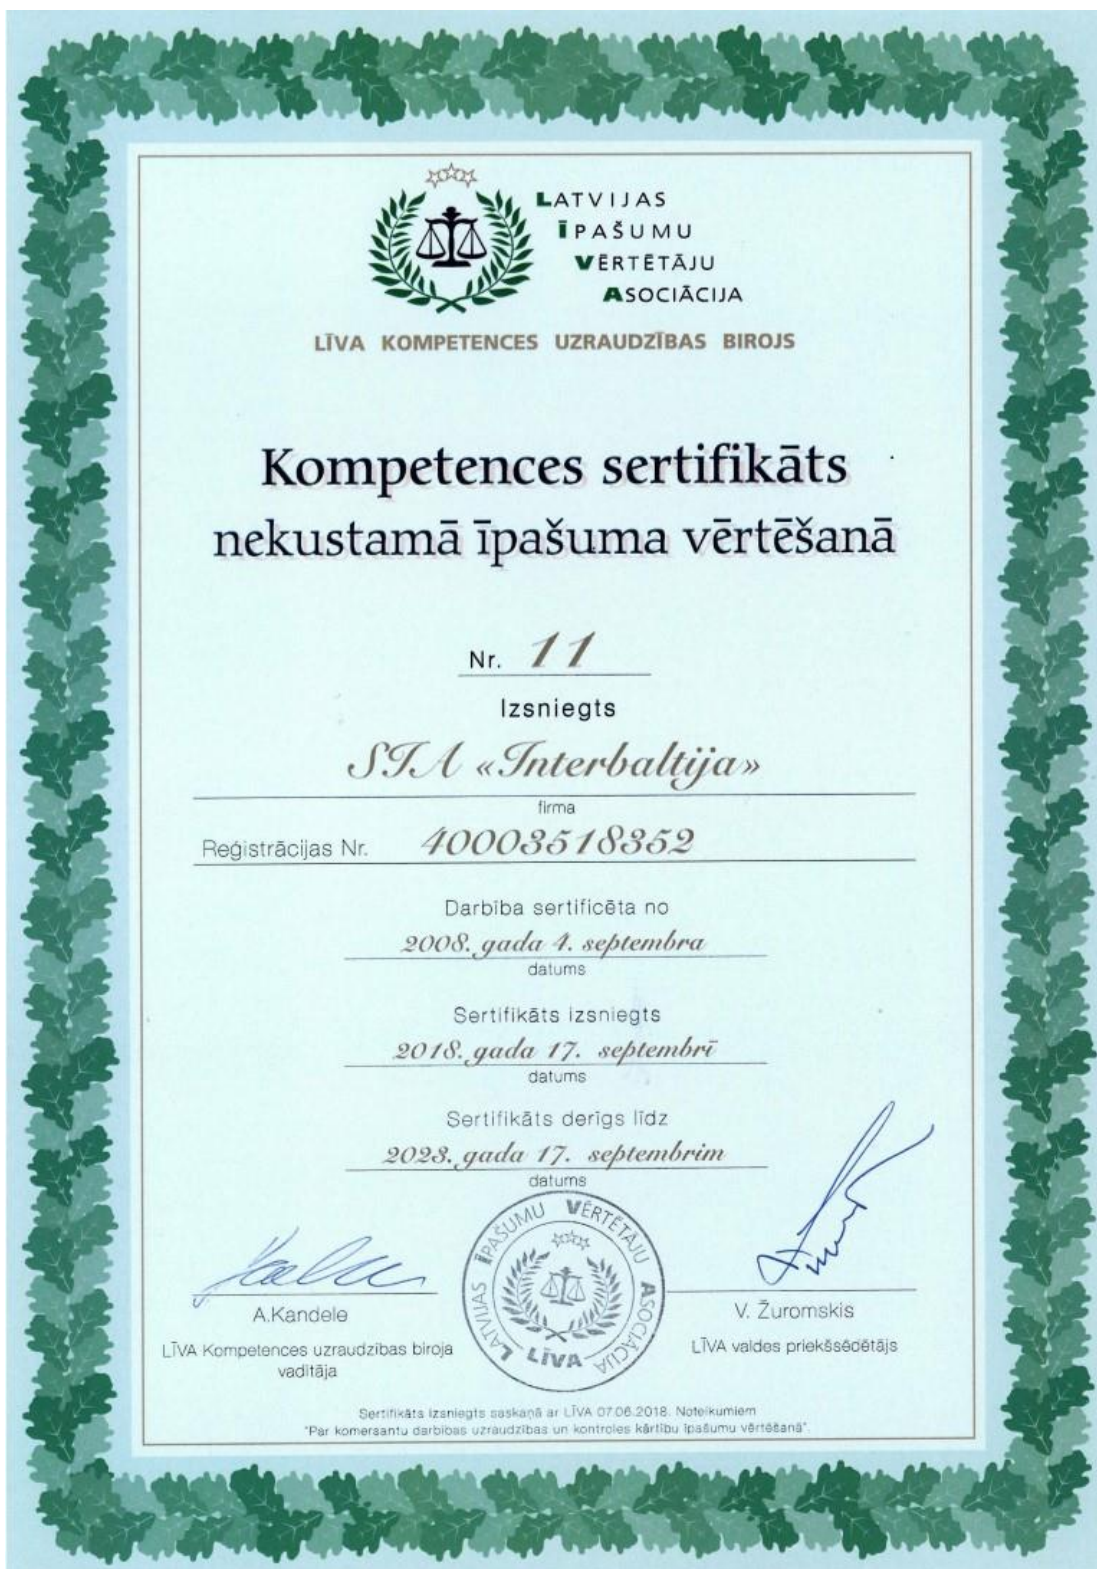 LATVIJAS
ĪPAŠUMU
VĒRTĒTĀJU
ASOCIĀCIJA
LĪVA KOMPETENCES UZRAUDZĪBAS BIROJS
Kompetences sertifikāts
nekustamā īpašuma vērtēšanā
Nr. 11
Izsniegts
SIA «Interbaltija»
firma
Reģistrācijas Nr. 40003518352
Darbība sertificēta no
2008. gada 4. septembra
datums
Sertifikāts izsniegts
2018. gada 17. septembrī
datums
Sertifikāts derīgs līdz
2023. gada 17. septembrim
datums
LATVIJAS ĪPAŠUMU VĒRTĒTĀJU ASOCIĀCIJA
LĪVA
A.Kandele
LĪVA Kompetences uzraudzības biroja
vadītāja
V. Žuromskis
LĪVA valdes priekšsēdētājs
Sertifikāts izsniegts saskaņā ar LĪVA 07.06.2018. Noteikumiem
"Par komersantu darbības uzraudzības un kontroles kārtību īpašumu vērtēšanā".